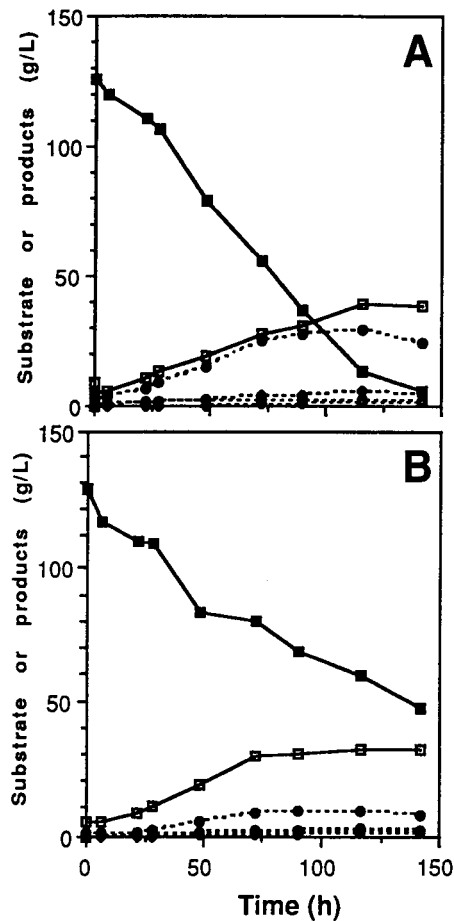 150
A
100
50
0
Substrate or products (g/L)
150
B
100
50
0
Substrate or products (g/L)
0 50 100 150
Time (h)